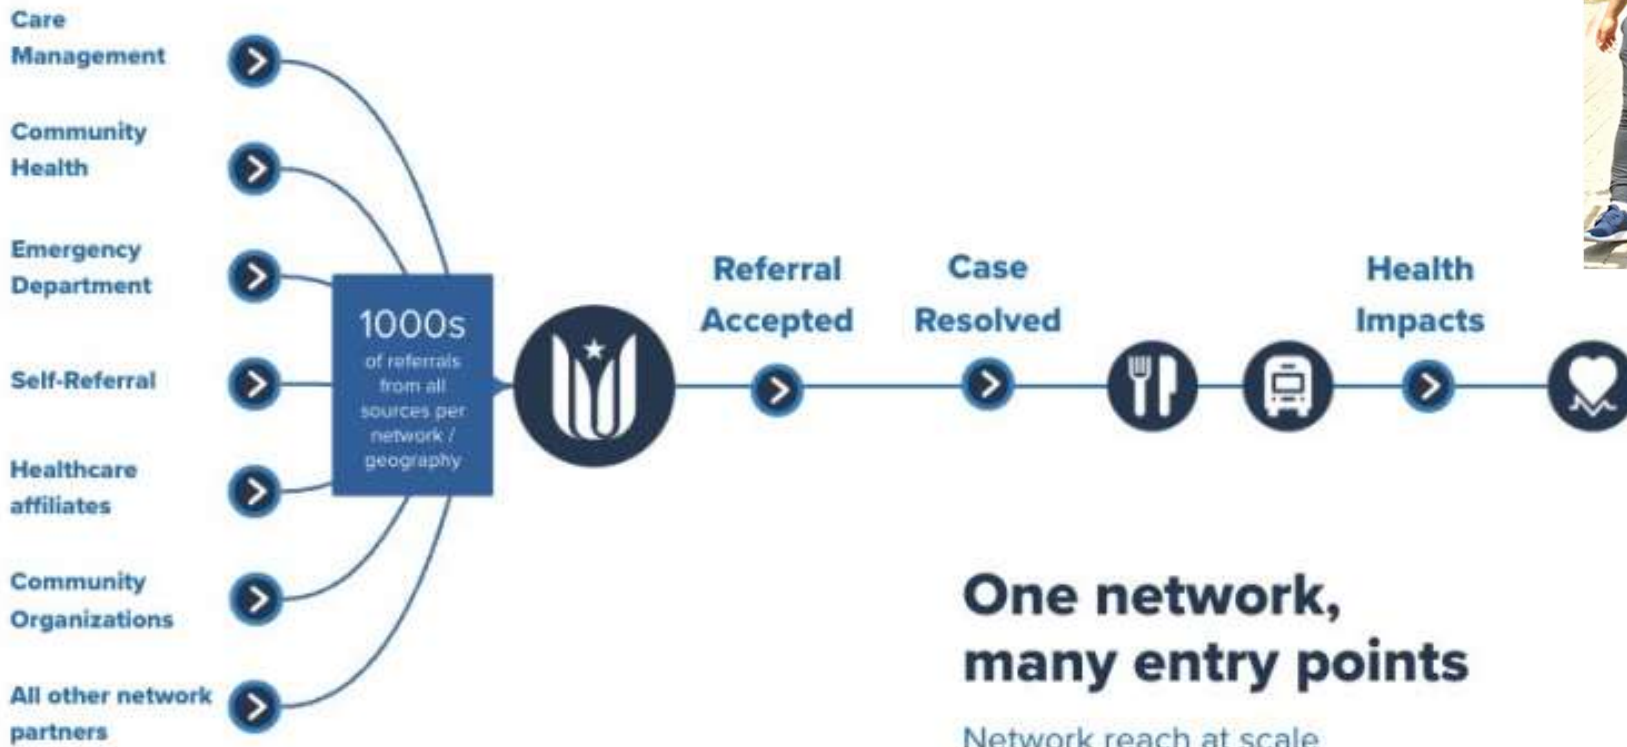 Care
Management
Community
Health
Emergency
Department
Self-Referral
Healthcare
affiliates
Community
Organizations
All other network
partners
1000s
of referrals
from all
sources per
network /
geography
Referral
Accepted
Case
Resolved
Health
Impacts
One network,
many entry points
Network reach at scale